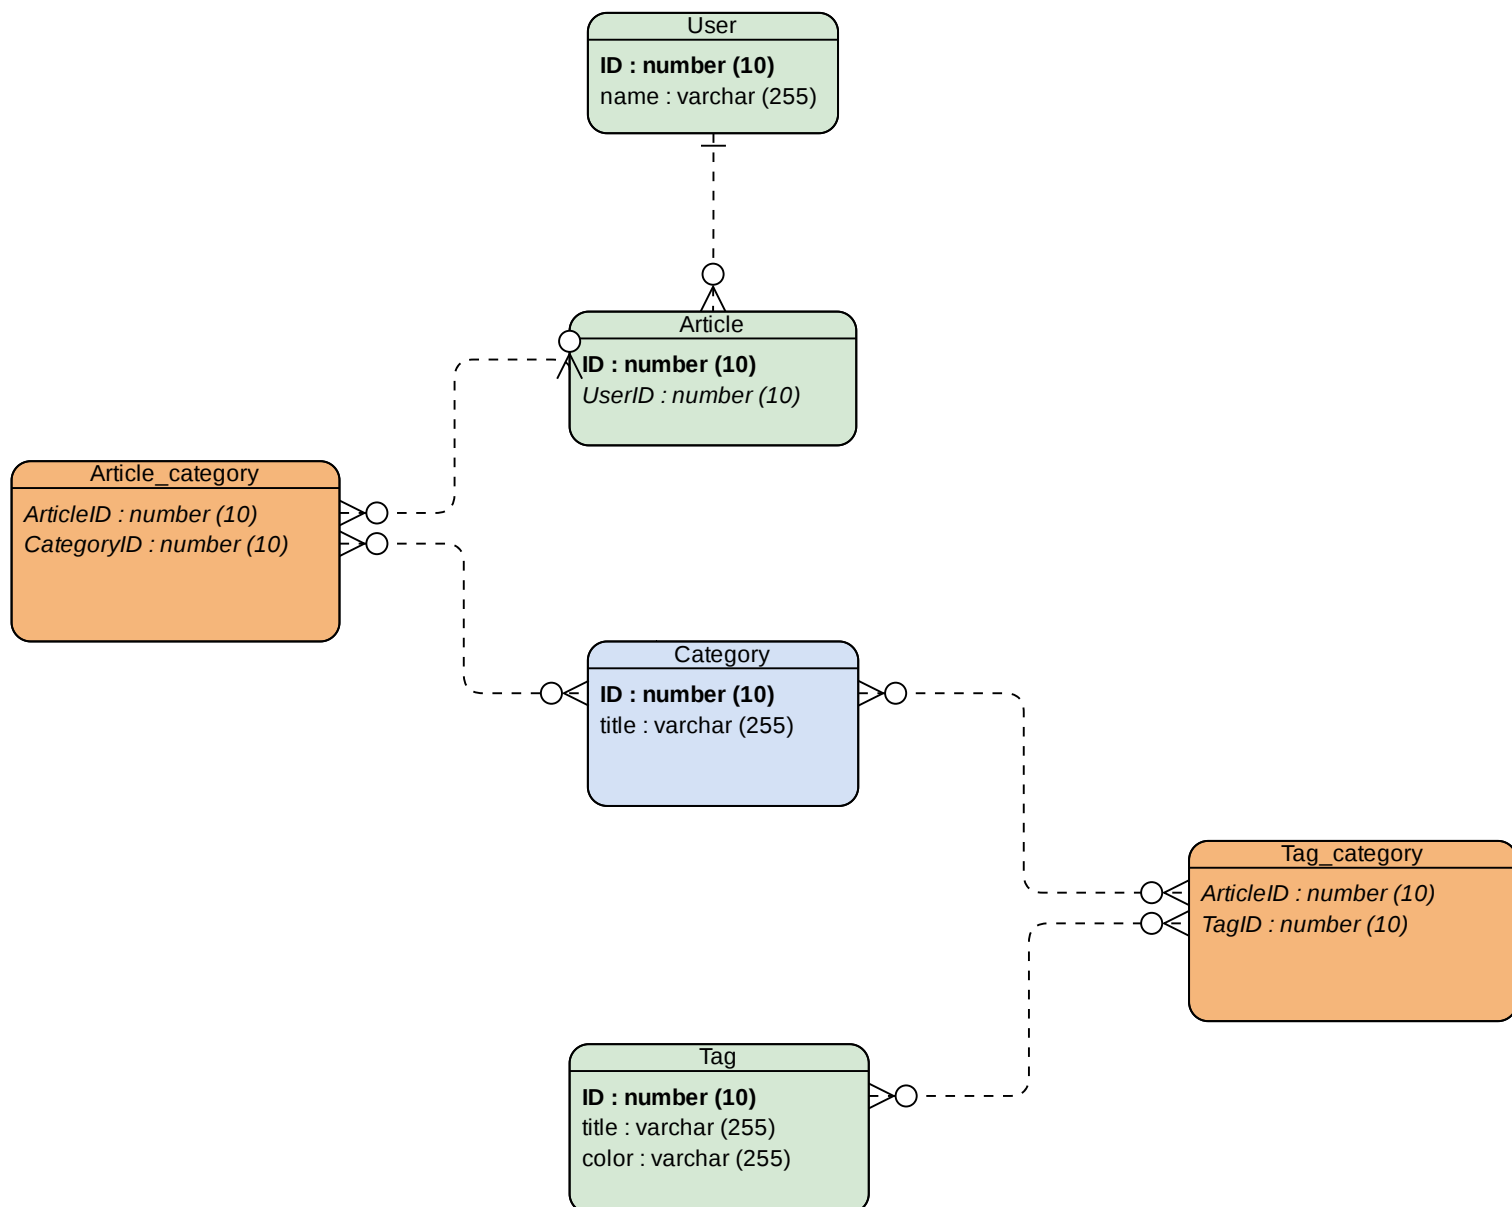 User
ID : number (10)
name : varchar (255)
Article
ID : number (10)
UserID : number (10)
Article_category
ArticleID : number (10)
CategoryID : number (10)
Category
ID : number (10)
title : varchar (255)
Tag_category
ArticleID : number (10)
TagID : number (10)
Tag
ID : number (10)
title : varchar (255)
color : varchar (255)